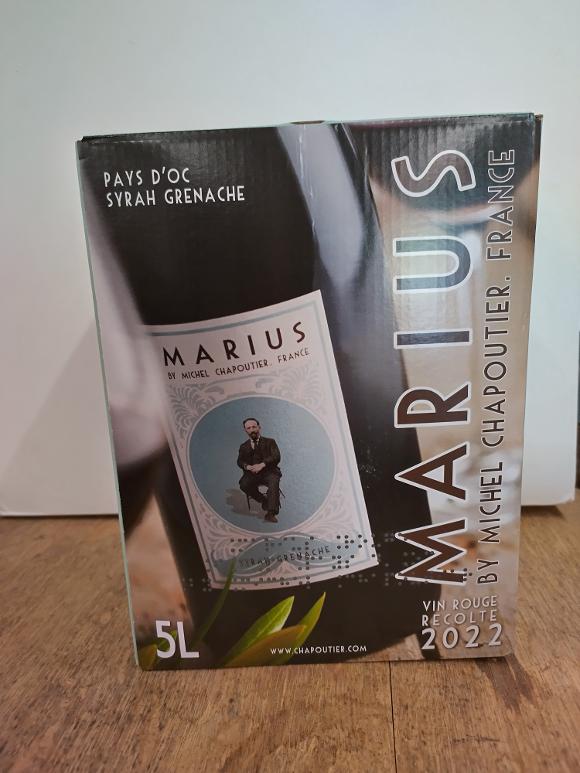 PAYS D'OC
SYRAH GRENACHE
MARIUS
BY MICHEL CHAPOUTIER. FRANCE
SYRAH-GRENACHE
MARIUS
BY MICHEL CHAPOUTIER. FRANCE
VIN ROUGE
RECOLTE
2022
5L
WWW.CHAPOUTIER.COM